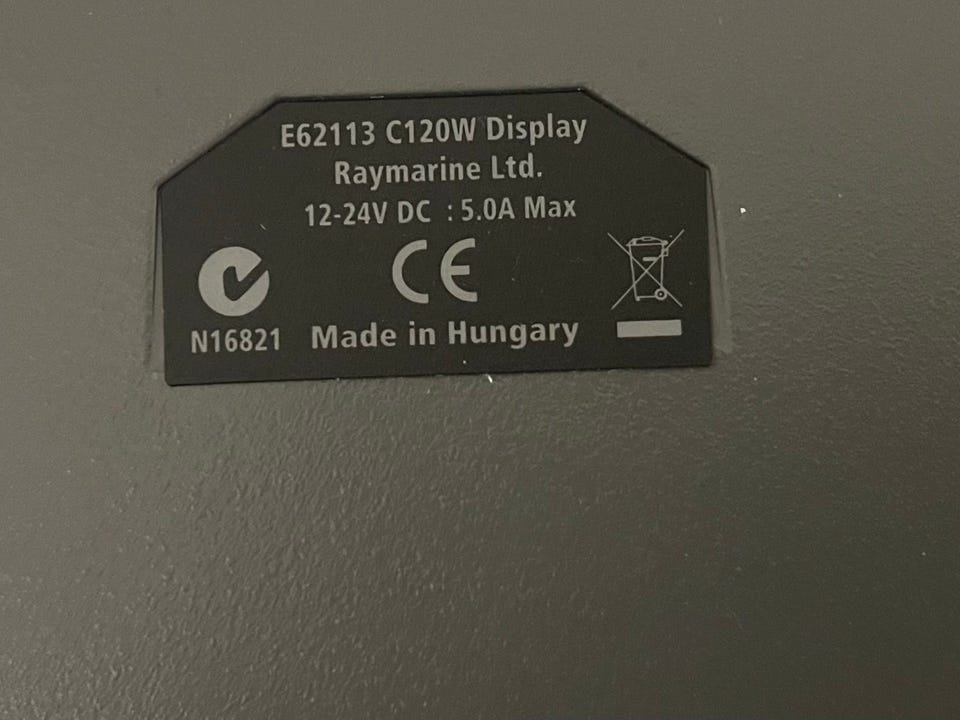 E62113 C120W Display
Raymarine Ltd.
12-24V DC : 5.0A Max
CE
N16821 Made in Hungary